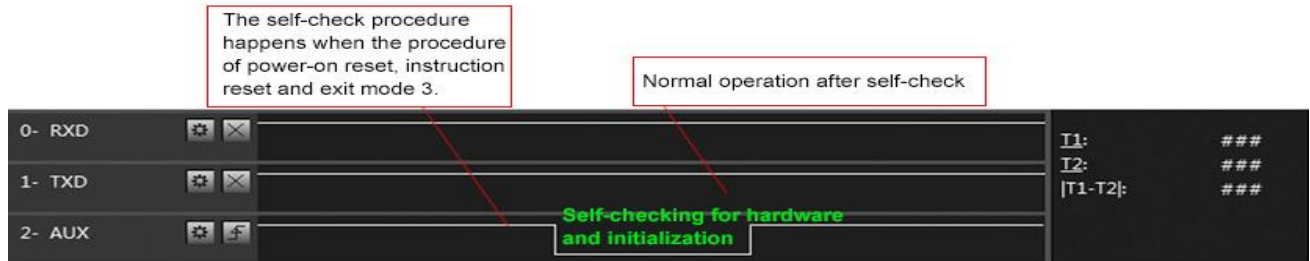 The self-check procedure
happens when the procedure
of power-on reset, instruction
reset and exit mode 3.
Normal operation after self-check
0- RXD
1- TXD
2- AUX
Self-checking for hardware
and initialization
T1: ###
T2: ###
|T1-T2|: ###